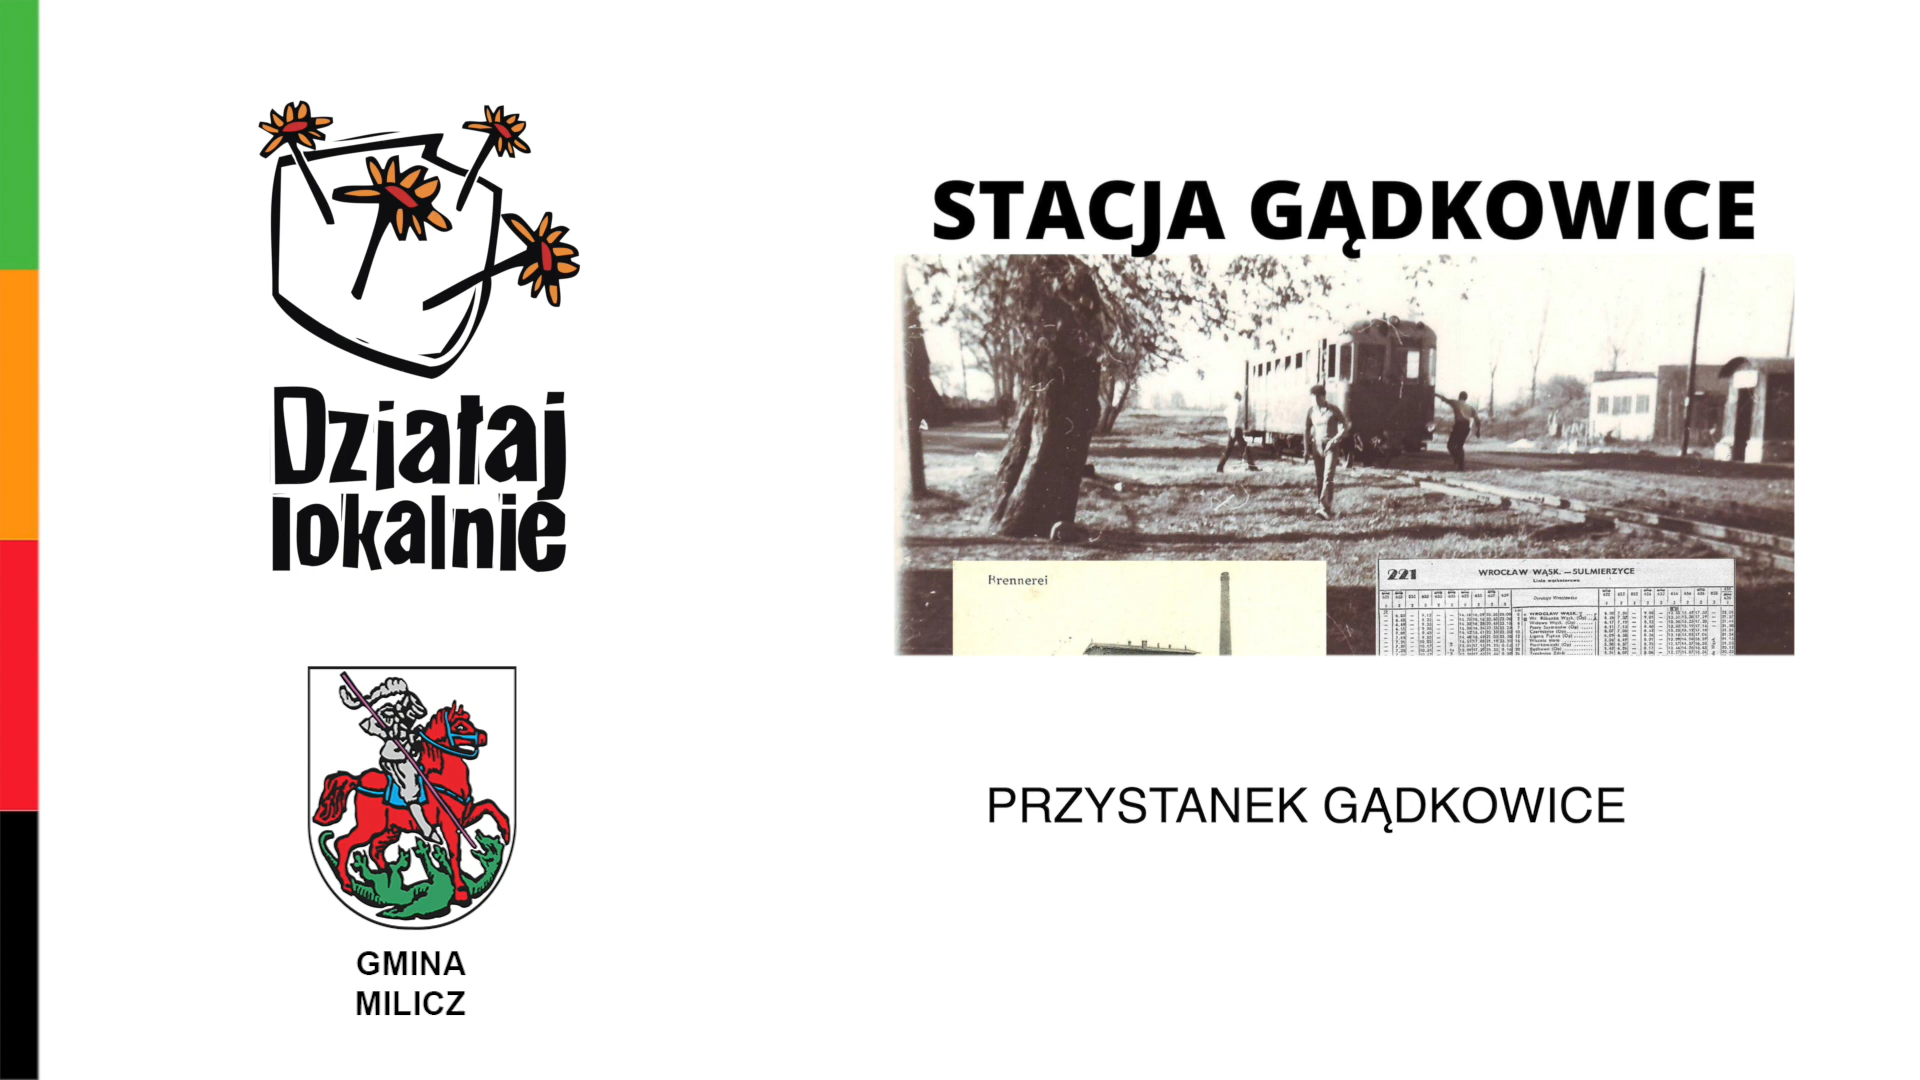 Działaj
lokalnie
GMINA
MILICZ
STACJA GĄDKOWICE
Brennerei
221
WROCŁAW WĄSK. — SULMIERZYCE
PRZYSTANEK GĄDKOWICE